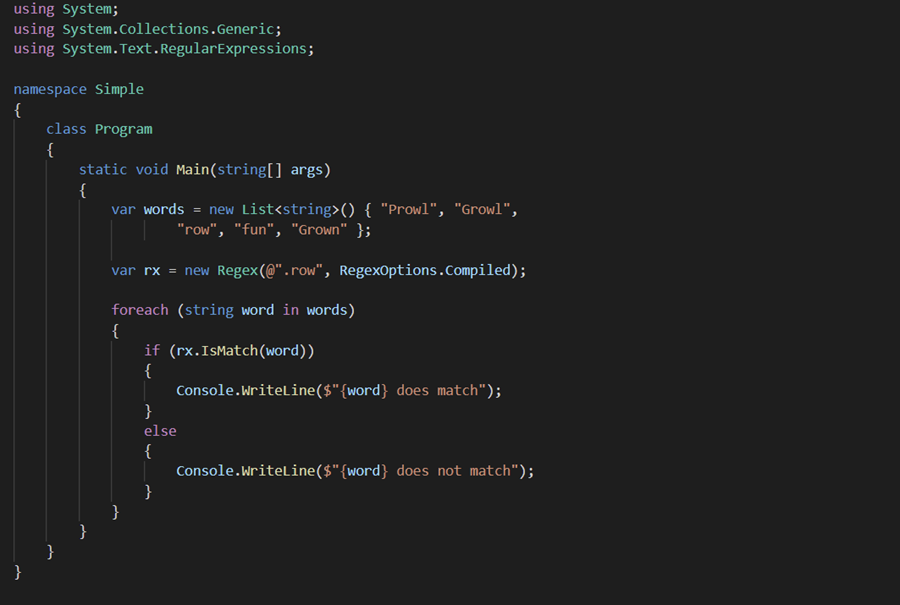 using System;
using System.Collections.Generic;
using System.Text.RegularExpressions;

namespace Simple
{
    class Program
    {
        static void Main(string[] args)
        {
            var words = new List<string>() { "Prowl", "Growl",
                    "row", "fun", "Grown" };

            var rx = new Regex(@".row", RegexOptions.Compiled);

            foreach (string word in words)
            {
                if (rx.IsMatch(word))
                {
                    Console.WriteLine($"{word} does match");
                }
                else
                {
                    Console.WriteLine($"{word} does not match");
                }
            }
        }
    }
}